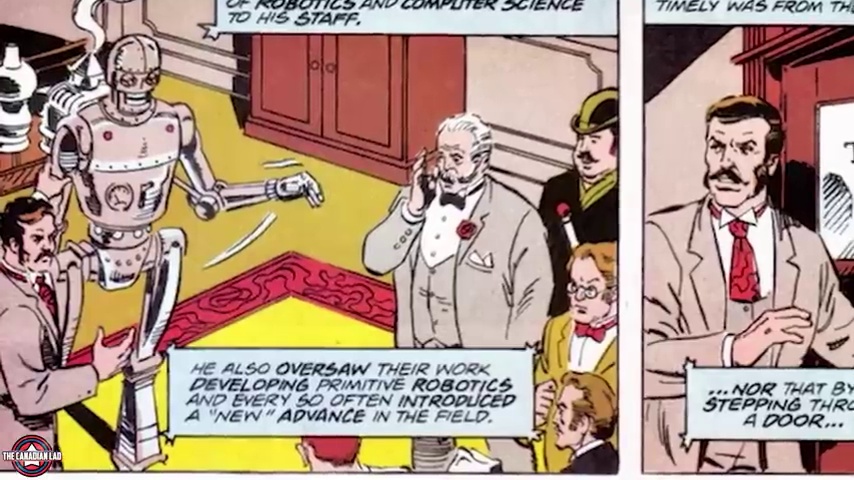 OF ROBOTICS AND COMPUTER SCIENCE
TO HIS STAFF.
HE ALSO OVERSAW THEIR WORK
DEVELOPING PRIMITIVE ROBOTICS
AND EVERY SO OFTEN INTRODUCED
A "NEW" ADVANCE IN THE FIELD.
TIMELY WAS FROM THE
T
...NOR THAT BY
STEPPING THRO
A DOOR...
THE CANADIAN LAD